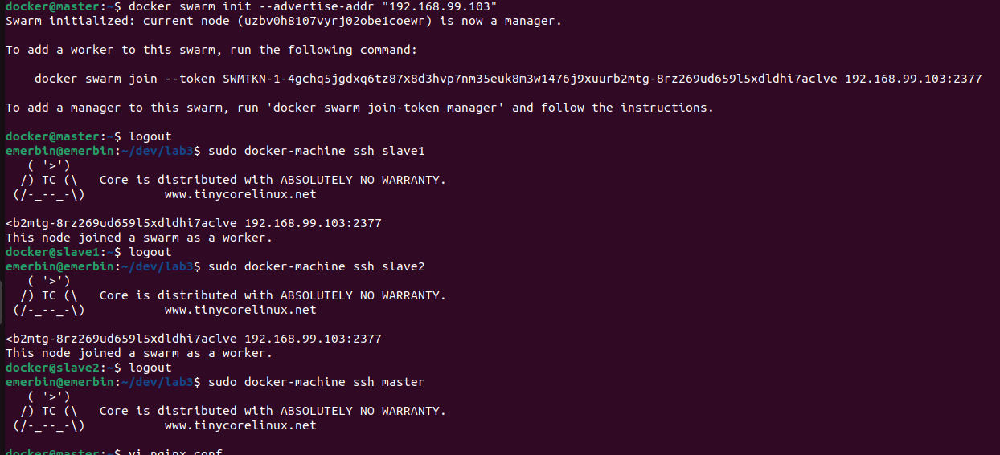 docker@master:~$ docker swarm init --advertise-addr "192.168.99.103"
Swarm initialized: current node (uzbv0h8107vyrj02obe1coewr) is now a manager.
To add a worker to this swarm, run the following command:
docker swarm join --token SWMTKN-1-4gchq5jgdxq6tz87x8d3hvp7nm35euk8m3w1476j9xuurb2mtg-8rz269ud659l5xdldhi7aclve 192.168.99.103:2377
To add a manager to this swarm, run 'docker swarm join-token manager' and follow the instructions.
docker@master:~$ logout
emerbin@emerbin:~/dev/lab3$ sudo docker-machine ssh slave1
( '>')
/) TC (\   Core is distributed with ABSOLUTELY NO WARRANTY.
(/-_--_-\)           www.tinycorelinux.net
<b2mtg-8rz269ud659l5xdldhi7aclve 192.168.99.103:2377
This node joined a swarm as a worker.
docker@slave1:~$ logout
emerbin@emerbin:~/dev/lab3$ sudo docker-machine ssh slave2
( '>')
/) TC (\   Core is distributed with ABSOLUTELY NO WARRANTY.
(/-_--_-\)           www.tinycorelinux.net
<b2mtg-8rz269ud659l5xdldhi7aclve 192.168.99.103:2377
This node joined a swarm as a worker.
docker@slave2:~$ logout
emerbin@emerbin:~/dev/lab3$ sudo docker-machine ssh master
( '>')
/) TC (\   Core is distributed with ABSOLUTELY NO WARRANTY.
(/-_--_-\)           www.tinycorelinux.net
docker@master:~$ vi nginx.conf